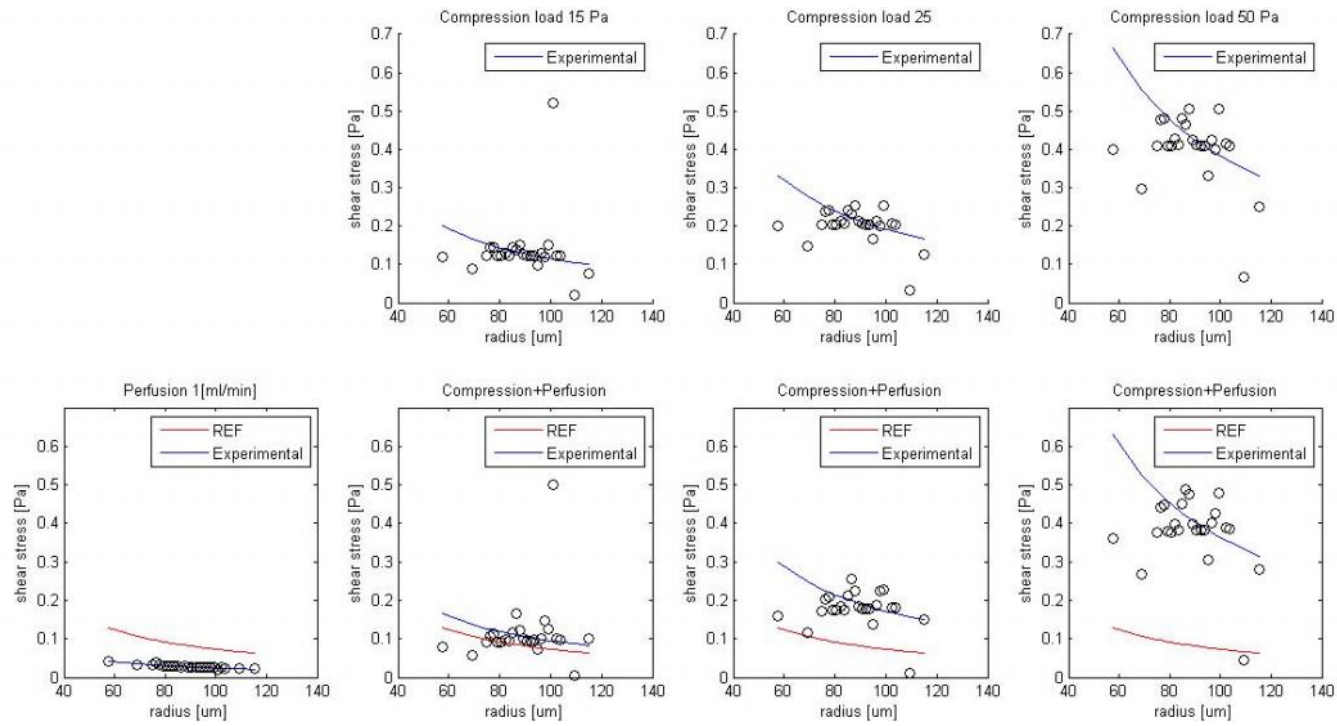 Compression load 15 Pa
0.7
0.6
0.5
0.4
0.3
0.2
0.1
0
shear stress [Pa]
Experimental
40 60 80 100 120 140
radius [um]
Compression load 25
0.7
0.6
0.5
0.4
0.3
0.2
0.1
0
shear stress [Pa]
Experimental
40 60 80 100 120 140
radius [um]
Compression load 50 Pa
0.7
0.6
0.5
0.4
0.3
0.2
0.1
0
shear stress [Pa]
Experimental
40 60 80 100 120 140
radius [um]
Perfusion 1[ml/min]
0.6
0.5
0.4
0.3
0.2
0.1
0
shear stress [Pa]
REF
Experimental
40 60 80 100 120 140
radius [um]
Compression+Perfusion
0.6
0.5
0.4
0.3
0.2
0.1
0
shear stress [Pa]
REF
Experimental
40 60 80 100 120 140
radius [um]
Compression+Perfusion
0.6
0.5
0.4
0.3
0.2
0.1
0
shear stress [Pa]
REF
Experimental
40 60 80 100 120 140
radius [um]
Compression+Perfusion
0.6
0.5
0.4
0.3
0.2
0.1
0
shear stress [Pa]
REF
Experimental
40 60 80 100 120 140
radius [um]